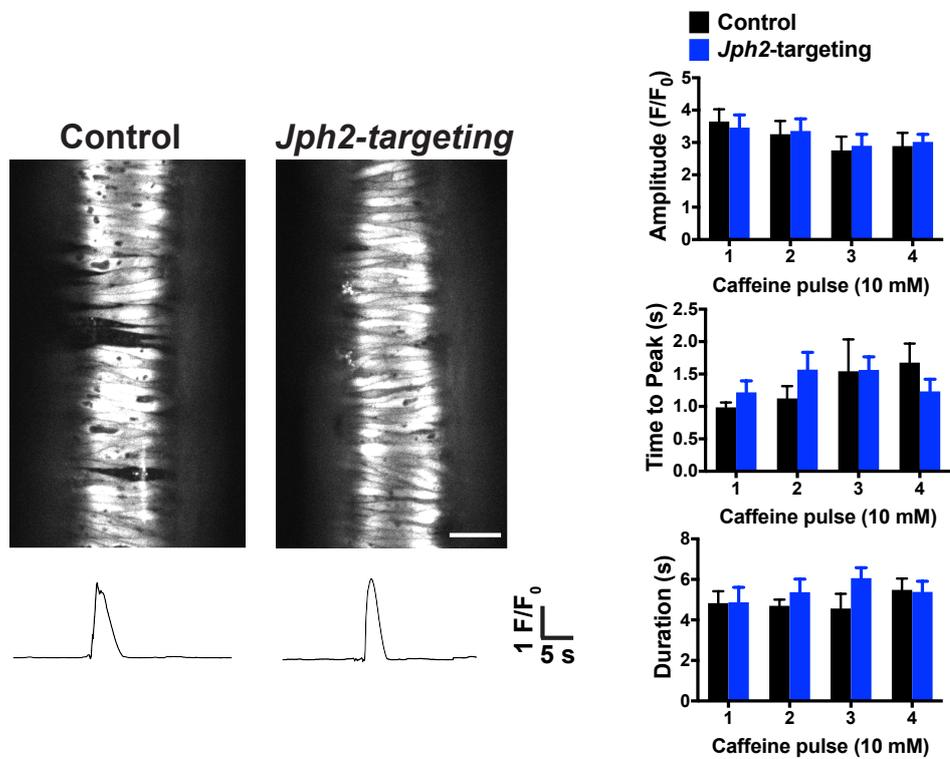 Control
Jph2-targeting
Control
Jph2-targeting
1 F/F0
5 s
Amplitude (F/F0)
5
4
3
2
1
0
1 2 3 4
Caffeine pulse (10 mM)
Time to Peak (s)
2.5
2.0
1.5
1.0
0.5
0.0
1 2 3 4
Caffeine pulse (10 mM)
Duration (s)
8
6
4
2
0
1 2 3 4
Caffeine pulse (10 mM)